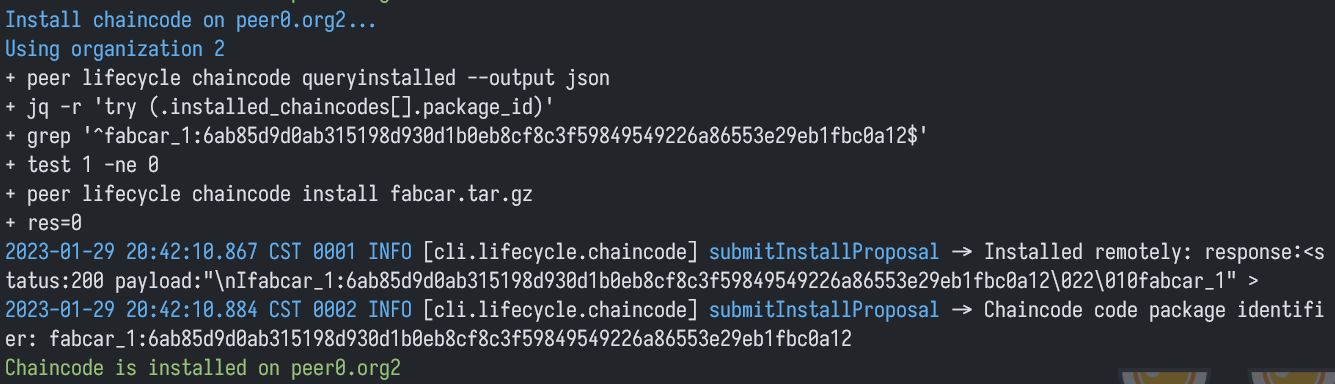 Install chaincode on peer0.org2...
Using organization 2
+ peer lifecycle chaincode queryinstalled --output json
+ jq -r 'try (.installed_chaincodes[].package_id)'
+ grep '^fabcar_1:6ab85d9d0ab315198d930d1b0eb8cf8c3f59849549226a86553e29eb1fbc0a12$'
+ test 1 -ne 0
+ peer lifecycle chaincode install fabcar.tar.gz
+ res=0
2023-01-29 20:42:10.867 CST 0001 INFO [cli.lifecycle.chaincode] submitInstallProposal -> Installed remotely: response:<s
tatus:200 payload:"\nIfabcar_1:6ab85d9d0ab315198d930d1b0eb8cf8c3f59849549226a86553e29eb1fbc0a12\022\010fabcar_1" >
2023-01-29 20:42:10.884 CST 0002 INFO [cli.lifecycle.chaincode] submitInstallProposal -> Chaincode code package identifi
er: fabcar_1:6ab85d9d0ab315198d930d1b0eb8cf8c3f59849549226a86553e29eb1fbc0a12
Chaincode is installed on peer0.org2